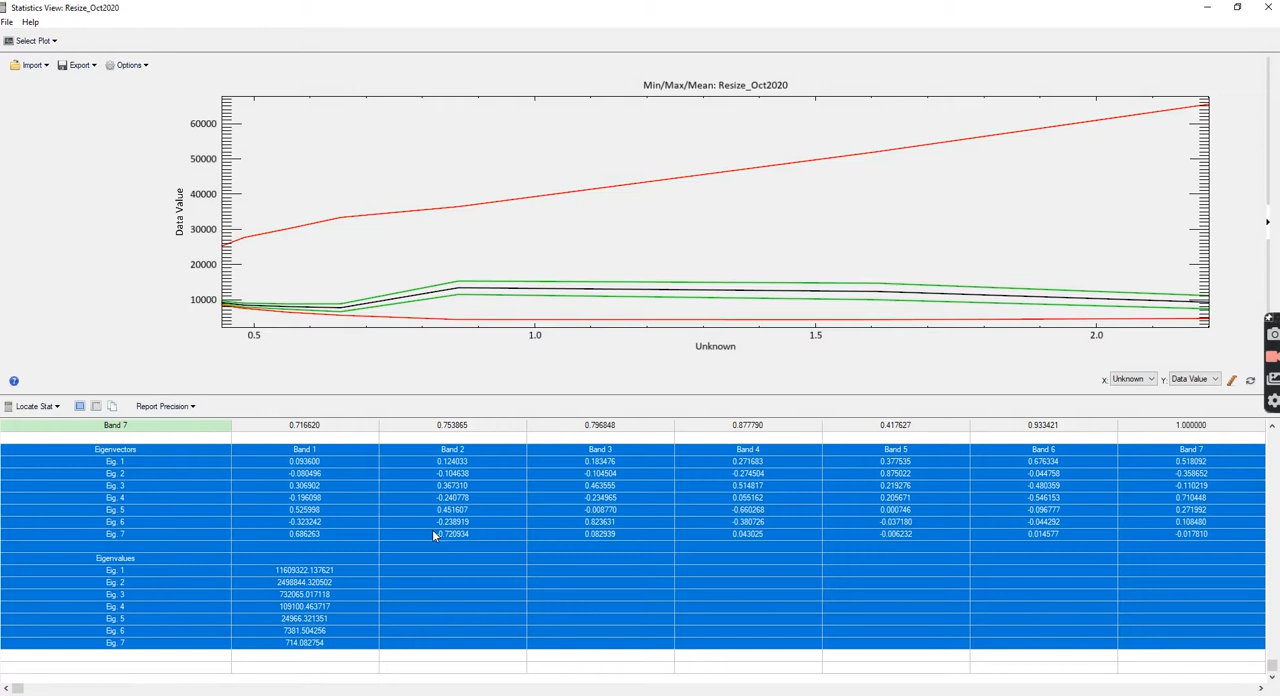 Statistics View: Resize_Oct2020
File Help
Select Plot
Import Export Options
Min/Max/Mean: Resize_Oct2020
60000
50000
40000
30000
20000
10000
Data Value
0.5 1.0 1.5 2.0
Unknown
X: Unknown Y: Data Value
Locate Stat Report Precision
Band 7 0.716620 0.753865 0.796848 0.877790 0.417627 0.933421 1.000000
Eigenvectors Band 1 Band 2 Band 3 Band 4 Band 5 Band 6 Band 7
Eig. 1 0.093600 0.124033 0.183476 0.271683 0.377535 0.676334 0.518092
Eig. 2 -0.080496 -0.104638 -0.104504 -0.274504 0.875022 -0.044758 -0.358652
Eig. 3 0.306902 0.367310 0.463555 0.514817 0.219276 -0.480359 -0.110219
Eig. 4 -0.196098 -0.240778 -0.234965 0.055162 0.205671 -0.546153 0.710448
Eig. 5 0.525998 0.451607 -0.008770 -0.660268 0.000746 -0.096777 0.271992
Eig. 6 -0.323242 -0.238919 0.823631 -0.380726 -0.037180 -0.044292 0.108480
Eig. 7 0.686263 -0.720934 0.082939 0.043025 -0.006232 0.014577 -0.017810
Eigenvalues
Eig. 1 11609322.137621
Eig. 2 2498844.320502
Eig. 3 732065.017118
Eig. 4 109100.463717
Eig. 5 24966.321351
Eig. 6 7381.504256
Eig. 7 714.082754